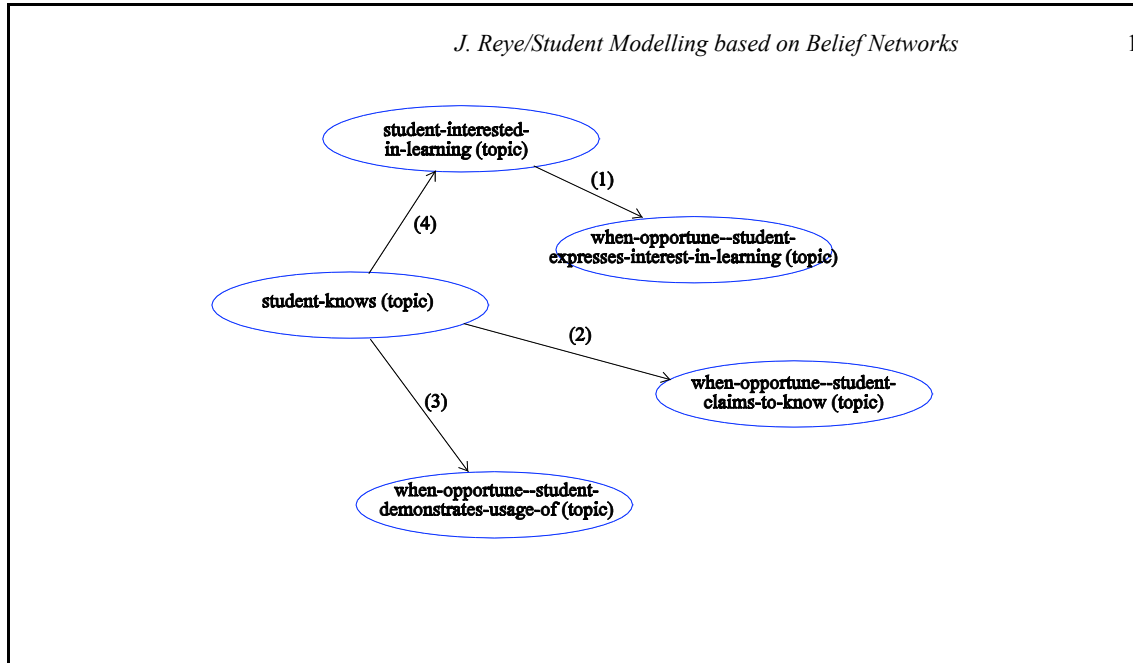 J. Reye/Student Modelling based on Belief Networks
student-interested-
in-learning (topic)
(1)
(4)
when-opportune--student-
expresses-interest-in-learning (topic)
student-knows (topic)
(2)
when-opportune--student-
claims-to-know (topic)
(3)
when-opportune--student-
demonstrates-usage-of (topic)